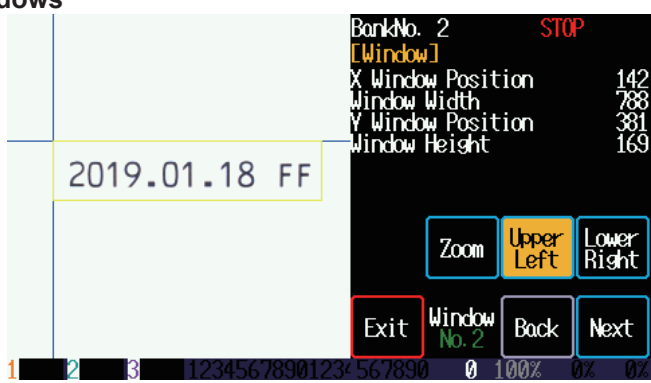 dows
BankNo. 2 STOP
[Window]
X Window Position 142
Window Width 788
Y Window Position 381
Window Height 169
2019.01.18 FF
Zoom
Upper
Left
Lower
Right
Exit
Window
No. 2
Back
Next
1 2 3 12345678901234567890 0 100% 0% 0%